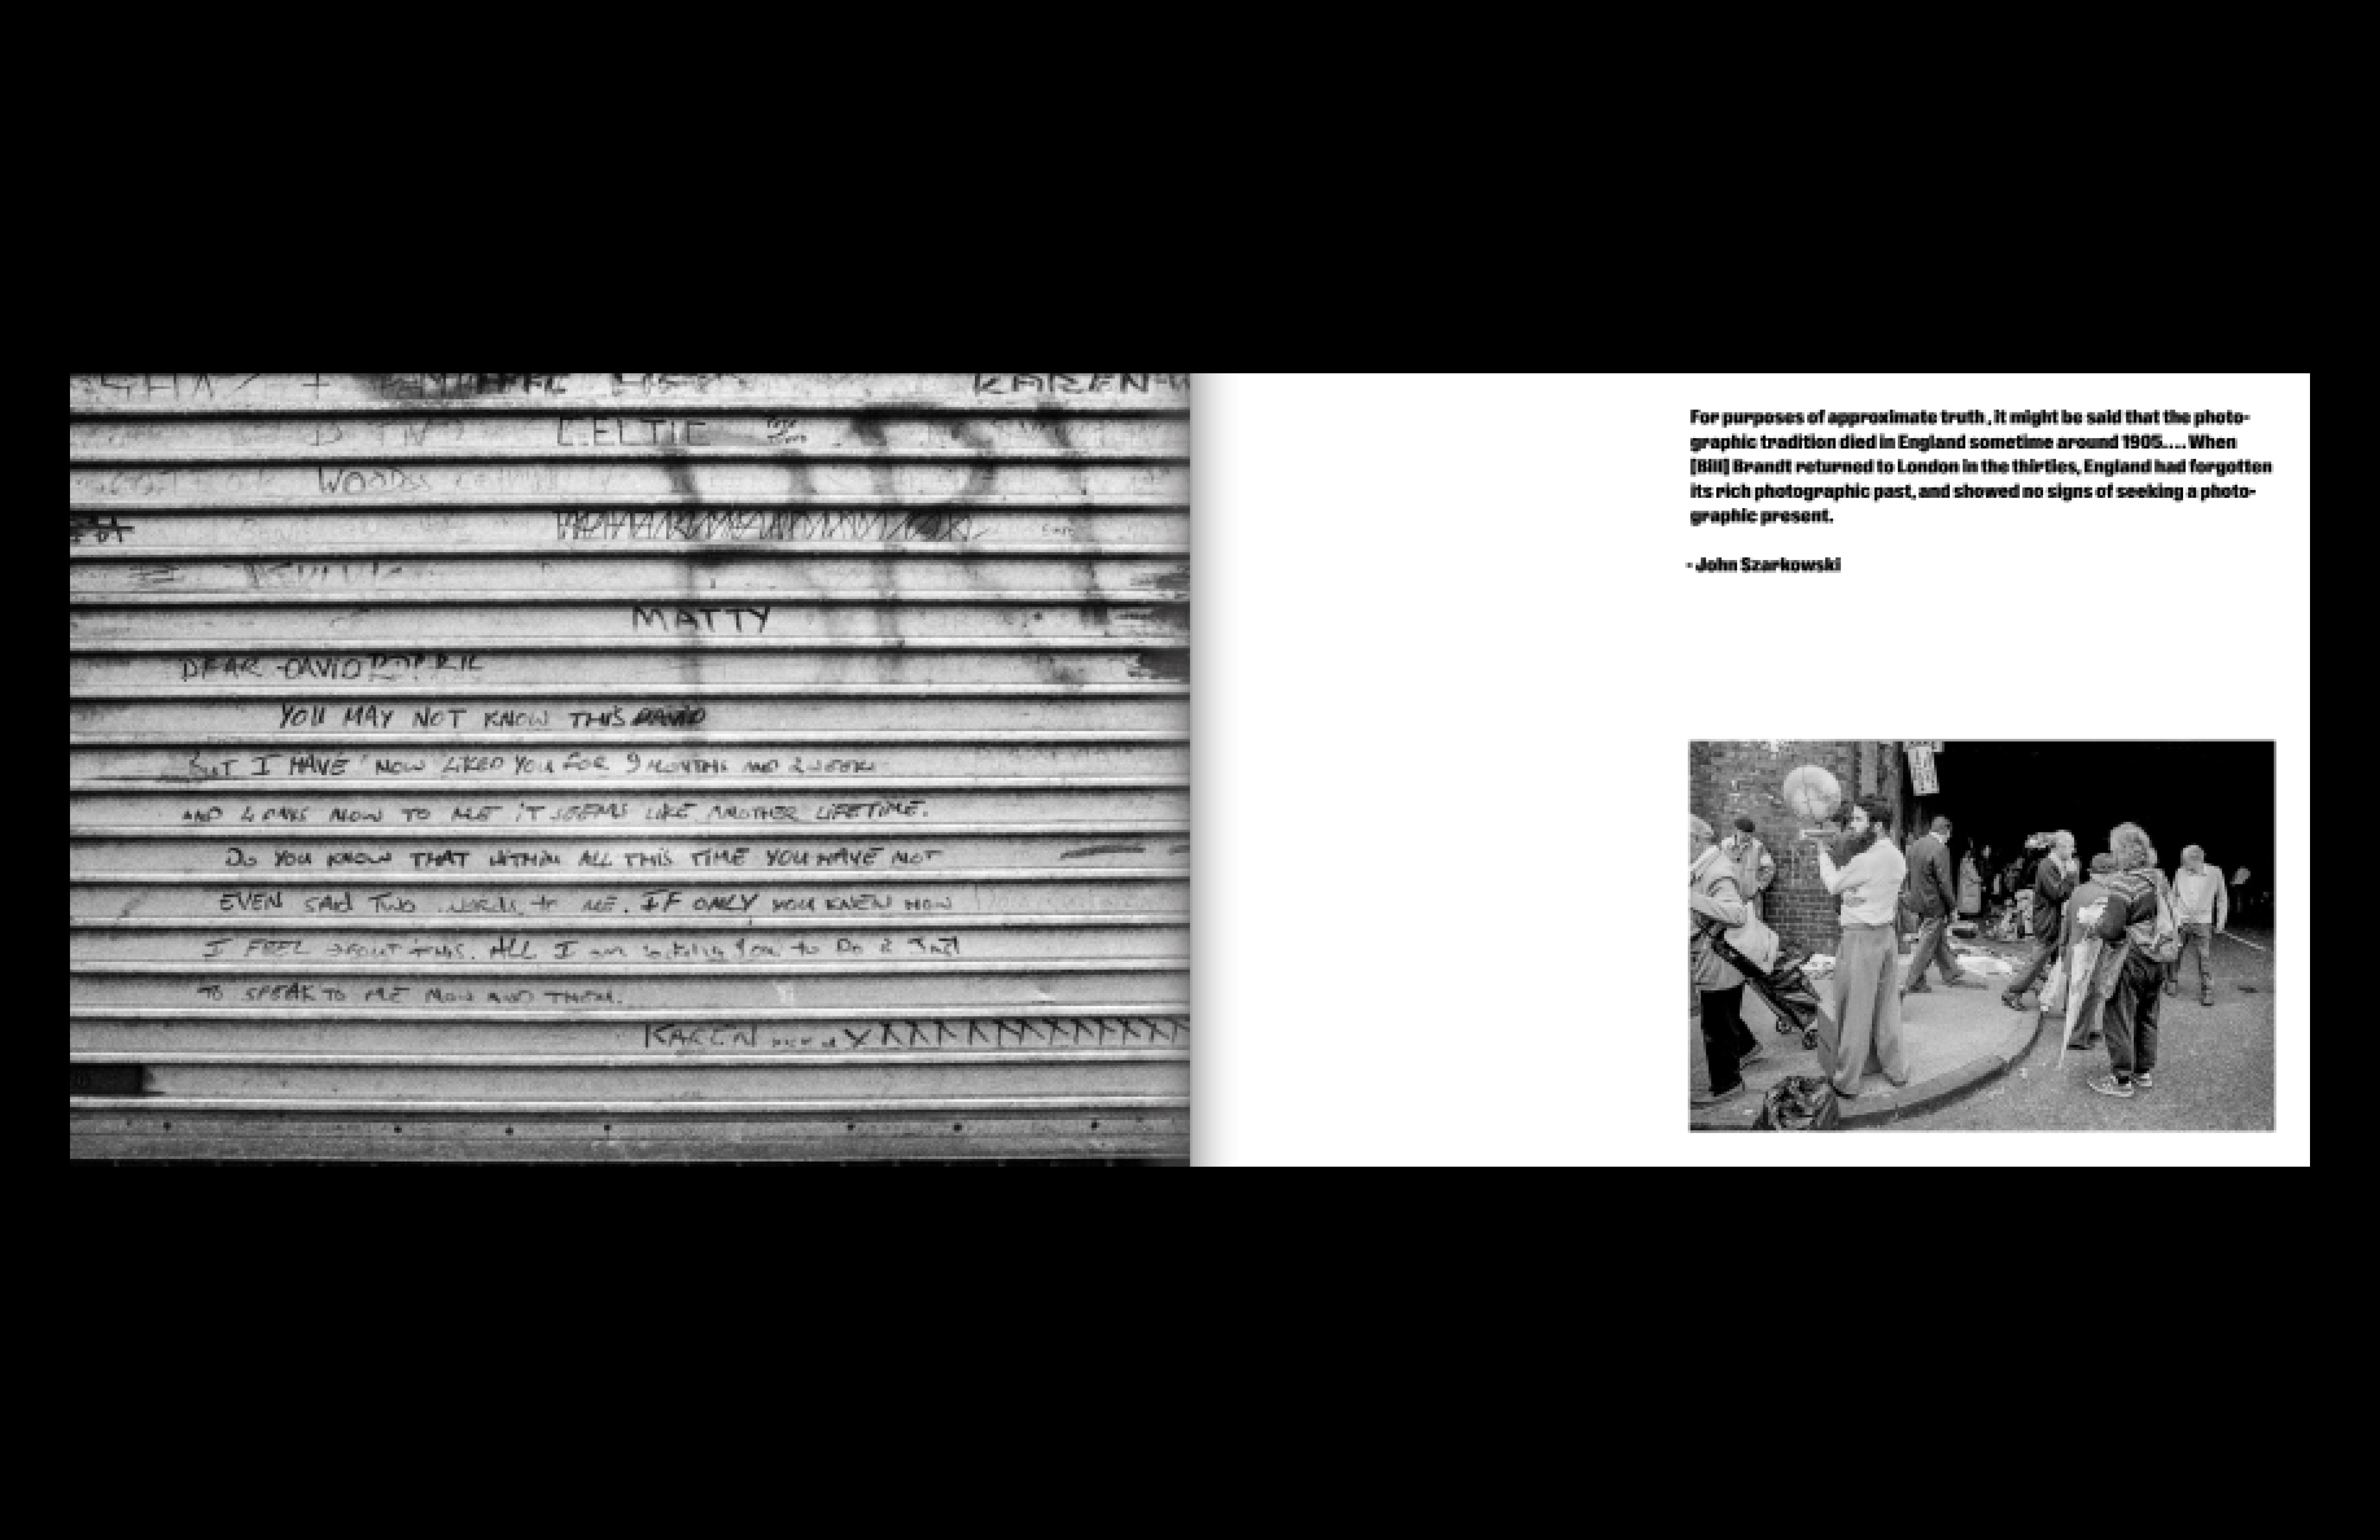 KAREN
CELTIC
WOODS
MATTY
DEAR DAVID
YOU MAY NOT KNOW THIS
BUT I HAVE NOW LIKED YOU FOR 9 MONTHS AND 2 WEEKS
AND 4 DAYS NOW TO ME IT SEEMS LIKE ANOTHER LIFETIME.
DO YOU KNOW THAT WITHIN ALL THIS TIME YOU HAVE NOT
EVEN SAID TWO WORDS to ME. IF ONLY YOU KNEW HOW
I FEEL ABOUT THIS. ALL I am asking you to Do is
TO SPEAK TO ME NOW AND THEN.
KAREN XXXXXXXXXXXXX
For purposes of approximate truth, it might be said that the photo-
graphic tradition died in England sometime around 1905.... When
[Bill] Brandt returned to London in the thirties, England had forgotten
its rich photographic past, and showed no signs of seeking a photo-
graphic present.
- John Szarkowski